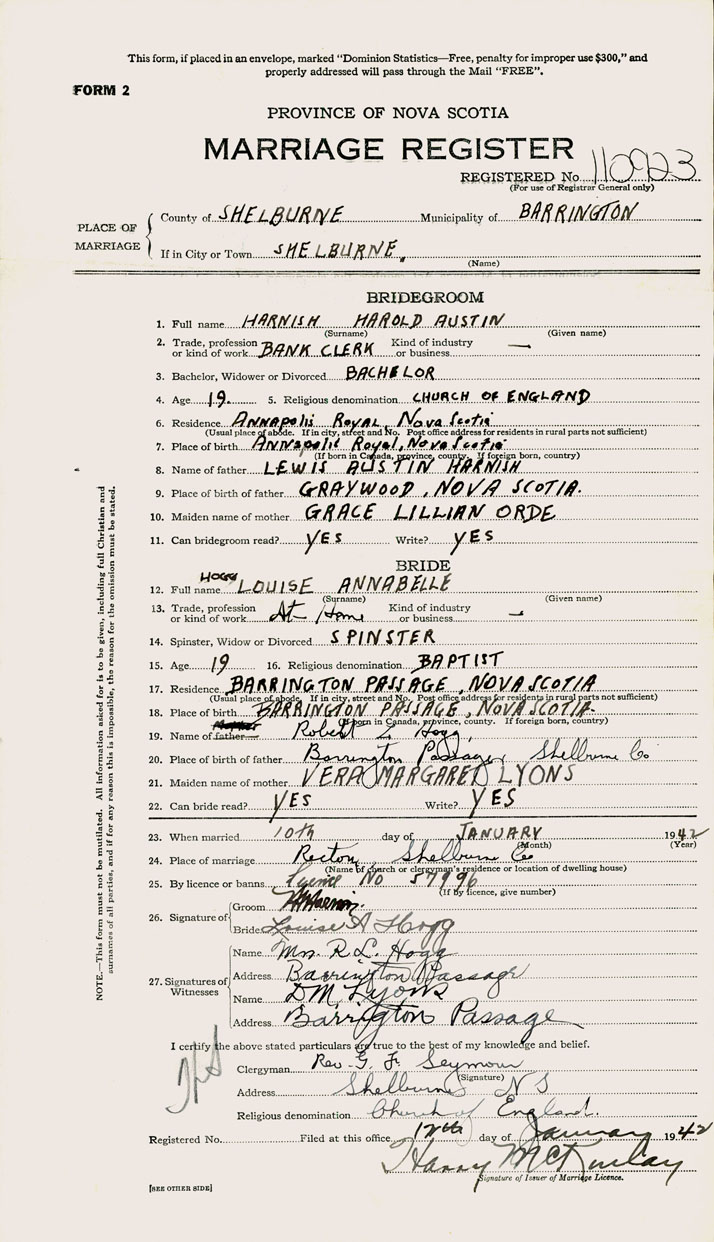 This form, if placed in an envelope, marked "Dominion Statistics—Free, penalty for improper use $300," and
properly addressed will pass through the Mail "FREE".
FORM 2
PROVINCE OF NOVA SCOTIA
MARRIAGE REGISTER
REGISTERED No. 110923
(For use of Registrar General only)
PLACE OF MARRIAGE
County of SHELBURNE Municipality of BARRINGTON
If in City or Town SHELBURNE.
(Name)
BRIDEGROOM
1. Full name HARNISH HAROLD AUSTIN
(Surname) (Given name)
2. Trade, profession or kind of work BANK CLERK Kind of industry or business —
3. Bachelor, Widower or Divorced BACHELOR
4. Age 19. 5. Religious denomination CHURCH OF ENGLAND
6. Residence Annapolis Royal, Nova Scotia
(Usual place of abode. If in city, street and No. Post office address for residents in rural parts not sufficient)
7. Place of birth Annapolis Royal, Nova Scotia
(If born in Canada, province, county. If foreign born, country)
8. Name of father LEWIS AUSTIN HARNISH
9. Place of birth of father GRAYWOOD, NOVA SCOTIA.
10. Maiden name of mother GRACE LILLIAN ORDE
11. Can bridegroom read? YES Write? YES
BRIDE
12. Full name HOGG LOUISE ANNABELLE
(Surname) (Given name)
13. Trade, profession or kind of work At Home Kind of industry or business —
14. Spinster, Widow or Divorced SPINSTER
15. Age 19 16. Religious denomination BAPTIST
17. Residence BARRINGTON PASSAGE, NOVA SCOTIA
(Usual place of abode. If in city, street and No. Post office address for residents in rural parts not sufficient)
18. Place of birth BARRINGTON PASSAGE, NOVA SCOTIA.
(If born in Canada, province, county. If foreign born, country)
19. Name of father Robert L. Hogg
20. Place of birth of father Barrington Passage, Shelburne Co
21. Maiden name of mother VERA MARGARET LYONS
22. Can bride read? YES Write? YES
23. When married 10th day of JANUARY 1942
(Month) (Year)
24. Place of marriage Rectory Shelburne Co
(Name of church or clergyman's residence or location of dwelling house)
25. By licence or banns Licence No 57996
(If by licence, give number)
26. Signature of
Groom
Bride Louise A Hogg
27. Signatures of Witnesses
Name Mrs. R. L. Hogg
Address Barrington Passage
Name D M Lyons
Address Barrington Passage
I certify the above stated particulars are true to the best of my knowledge and belief.
Clergyman Rev. G. F. Seymour
(Signature)
Address Shelburne N S
Religious denomination Church of England.
Registered No. Filed at this office 12th day of January 1942
Harry McKinlay
Signature of Issuer of Marriage Licence.
[SEE OTHER SIDE]
NOTE.—This form must not be mutilated. All information asked for is to be given, including full Christian and
surnames of all parties, and if for any reason this is impossible, the reason for the omission must be stated.